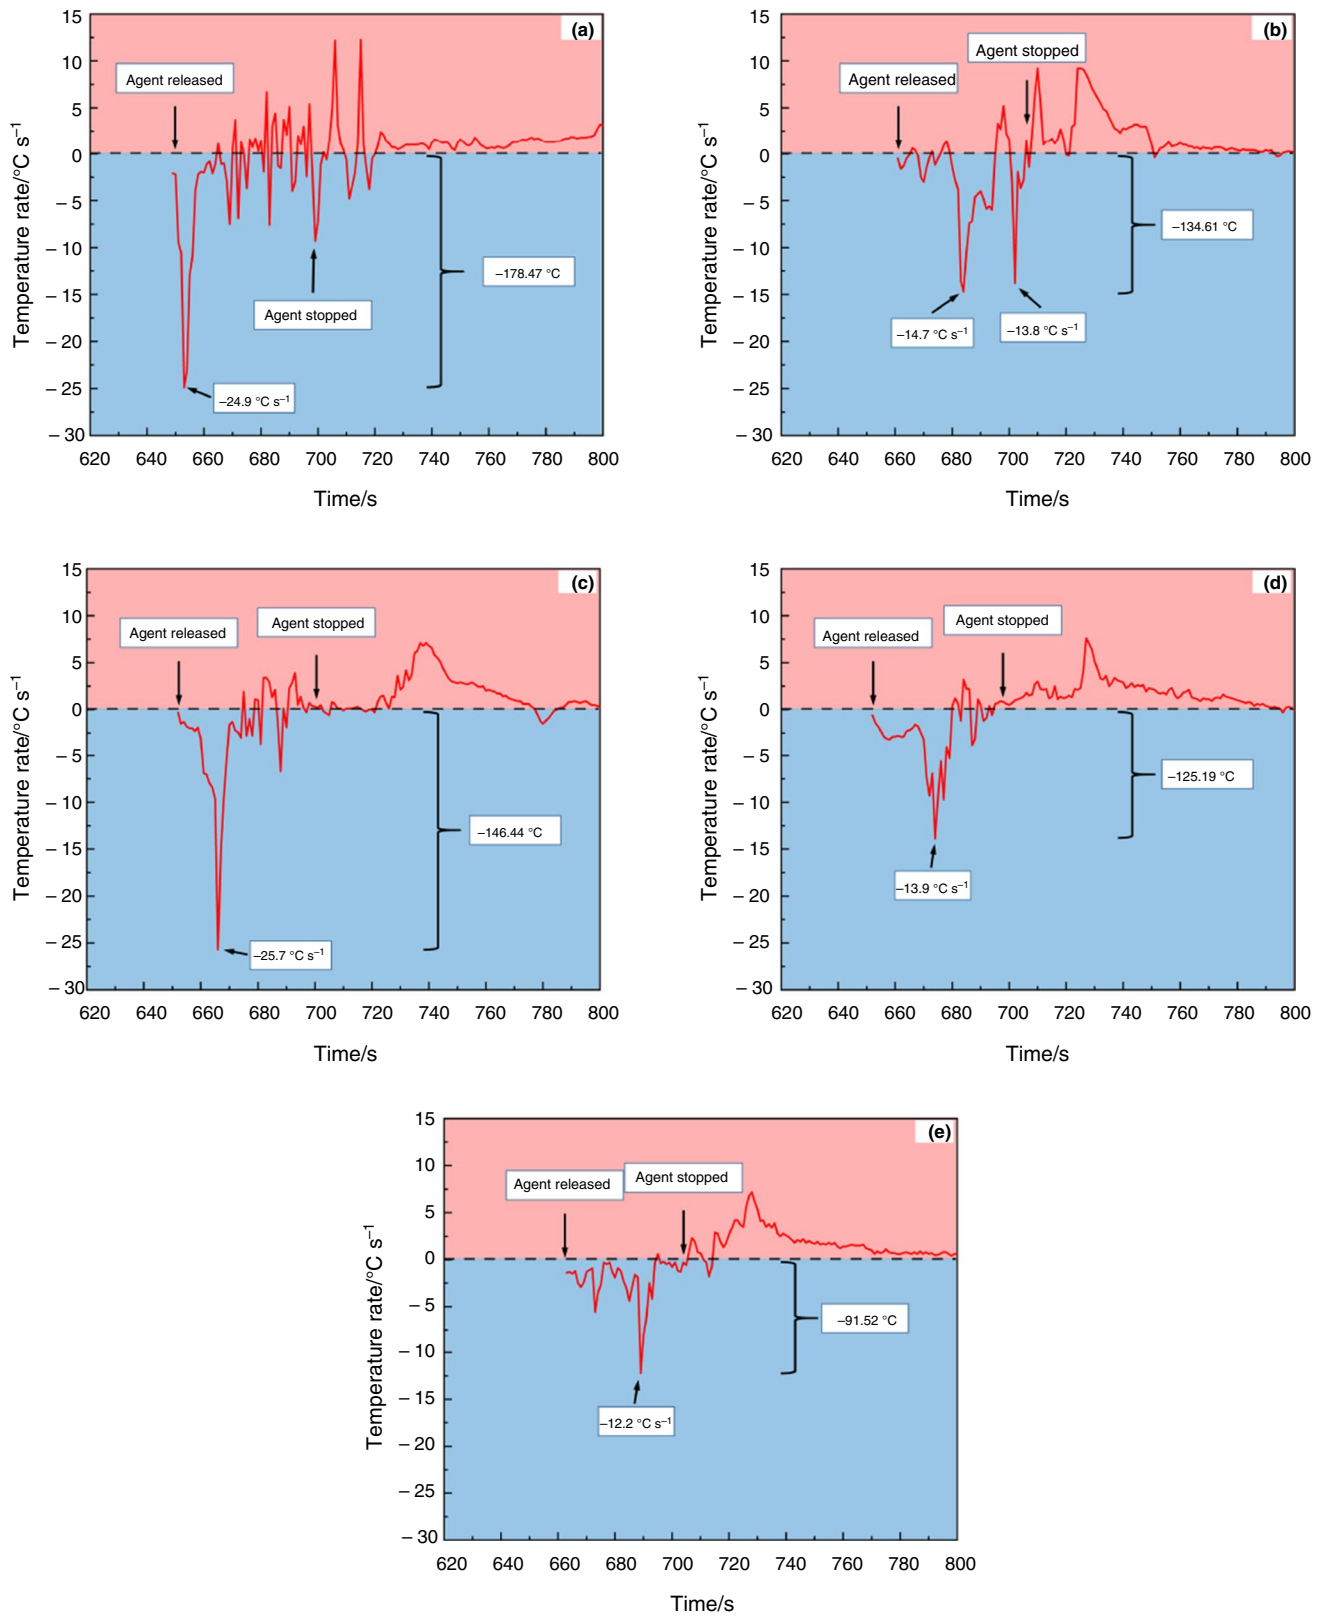 (a)
Temperature rate/°C s⁻¹
15
10
5
0
– 5
– 10
– 15
– 20
– 25
– 30
Agent released
Agent stopped
–178.47 °C
–24.9 °C s⁻¹
620 640 660 680 700 720 740 760 780 800
Time/s
(b)
Temperature rate/°C s⁻¹
15
10
5
0
– 5
– 10
– 15
– 20
– 25
– 30
Agent stopped
Agent released
–134.61 °C
–14.7 °C s⁻¹
–13.8 °C s⁻¹
620 640 660 680 700 720 740 760 780 800
Time/s
(c)
Temperature rate/°C s⁻¹
15
10
5
0
– 5
– 10
– 15
– 20
– 25
– 30
Agent released
Agent stopped
–146.44 °C
–25.7 °C s⁻¹
620 640 660 680 700 720 740 760 780 800
Time/s
(d)
Temperature rate/°C s⁻¹
15
10
5
0
– 5
– 10
– 15
– 20
– 25
– 30
Agent released
Agent stopped
–125.19 °C
–13.9 °C s⁻¹
620 640 660 680 700 720 740 760 780 800
Time/s
(e)
Temperature rate/°C s⁻¹
15
10
5
0
– 5
– 10
– 15
– 20
– 25
– 30
Agent released
Agent stopped
–91.52 °C
–12.2 °C s⁻¹
620 640 660 680 700 720 740 760 780 800
Time/s